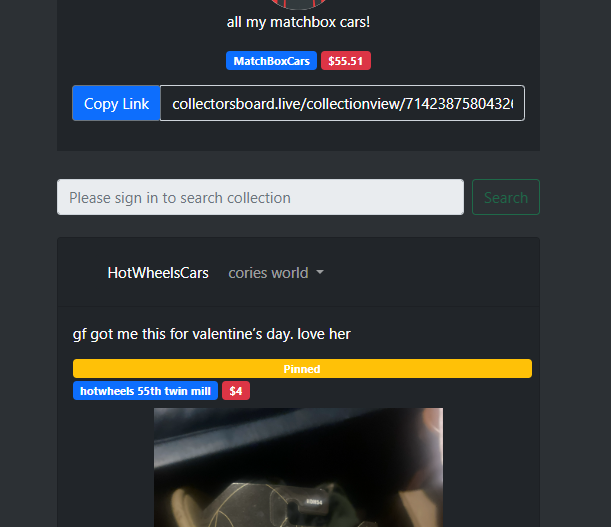 all my matchbox cars!
MatchBoxCars $55.51
Copy Link collectorsboard.live/collectionview/71423875804326
Please sign in to search collection Search
HotWheelsCars cories world
gf got me this for valentine's day. love her
Pinned
hotwheels 55th twin mill $4